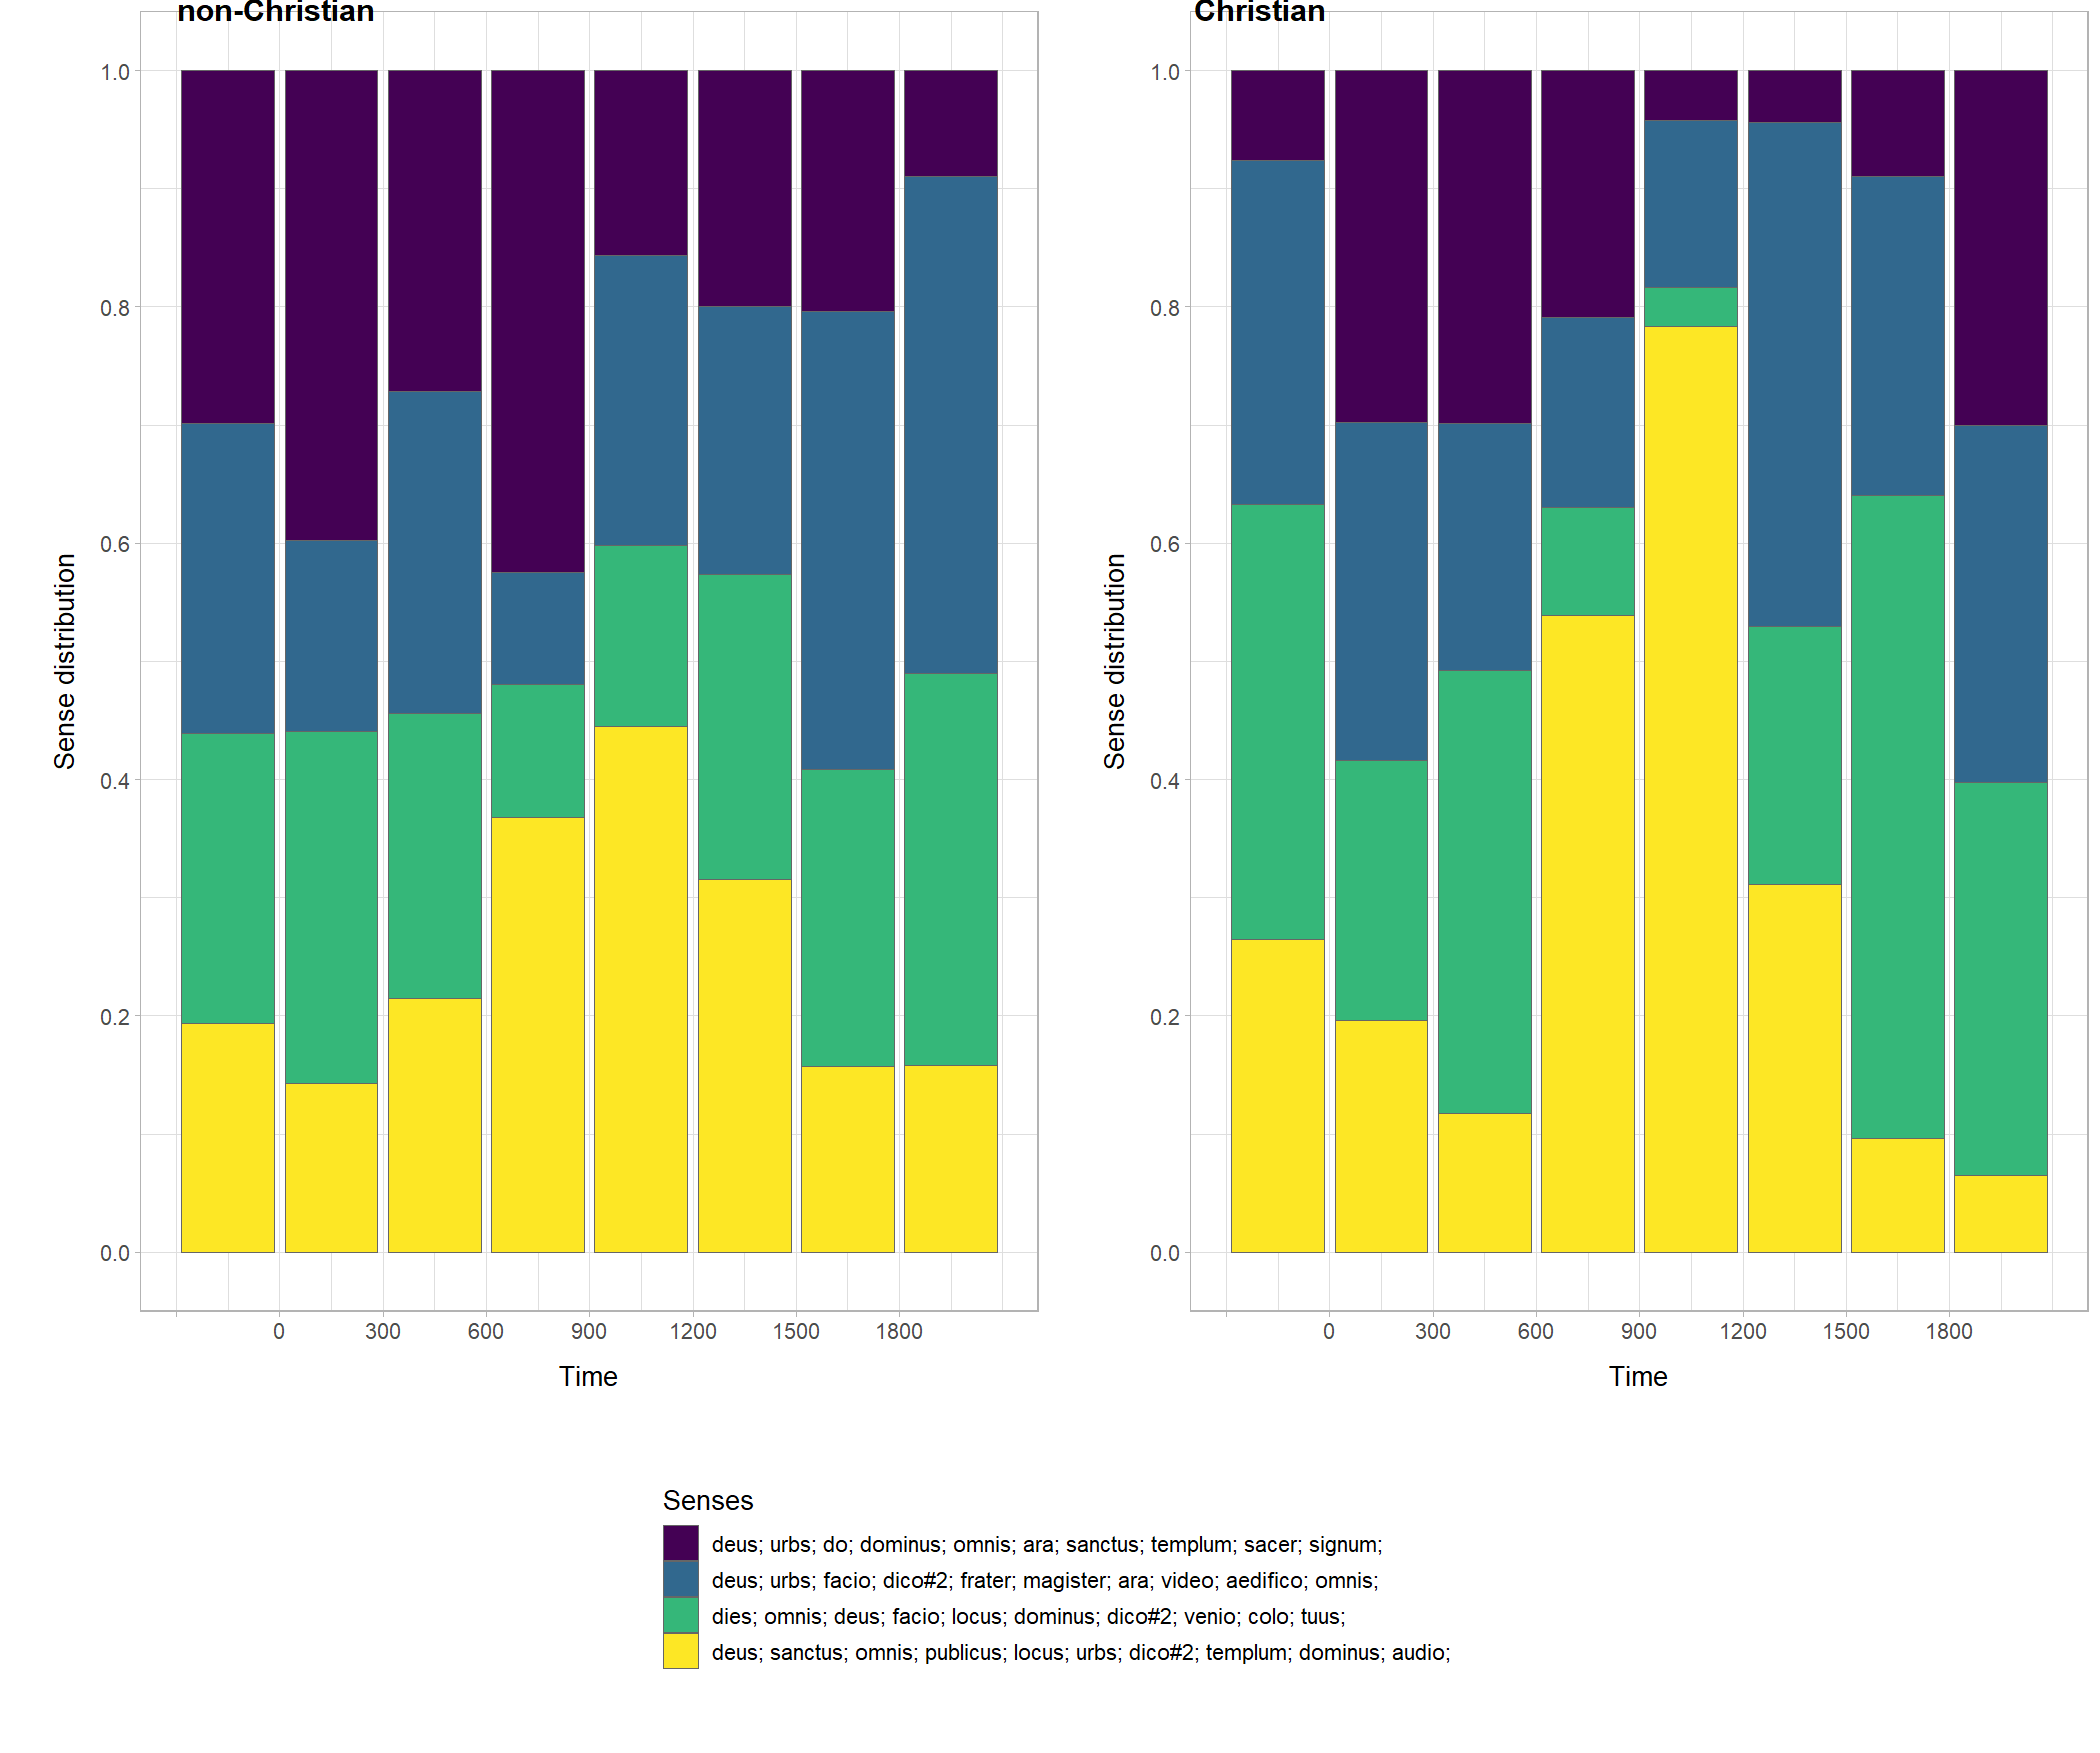 non-Christian
1.0
0.8
0.6
0.4
0.2
0.0
Sense distribution
0 300 600 900 1200 1500 1800
Time
Christian
1.0
0.8
0.6
0.4
0.2
0.0
Sense distribution
0 300 600 900 1200 1500 1800
Time
Senses
deus; urbs; do; dominus; omnis; ara; sanctus; templum; sacer; signum;
deus; urbs; facio; dico#2; frater; magister; ara; video; aedifico; omnis;
dies; omnis; deus; facio; locus; dominus; dico#2; venio; colo; tuus;
deus; sanctus; omnis; publicus; locus; urbs; dico#2; templum; dominus; audio;